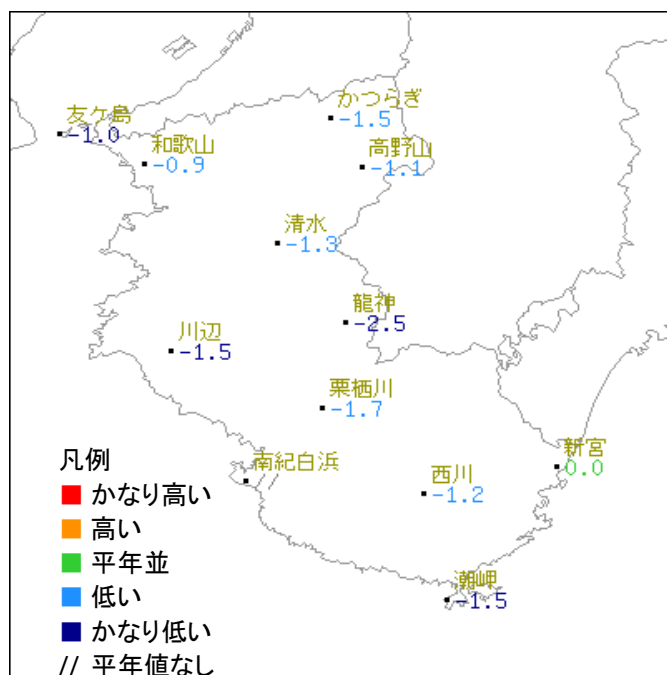 かつらぎ
-1.5
友ケ島
-1.0
和歌山
-0.9
高野山
-1.1
清水
-1.3
龍神
-2.5
川辺
-1.5
栗栖川
-1.7
新宮
0.0
南紀白浜
西川
-1.2
潮岬
-1.5
凡例
かなり高い
高い
平年並
低い
かなり低い
// 平年値なし